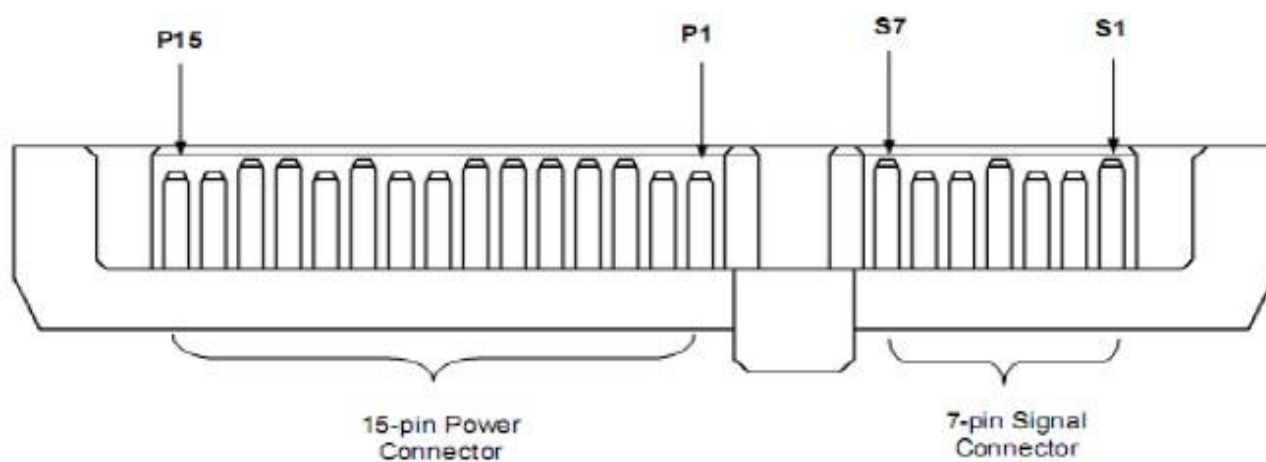 P15
P1
S7
S1
15-pin Power
Connector
7-pin Signal
Connector